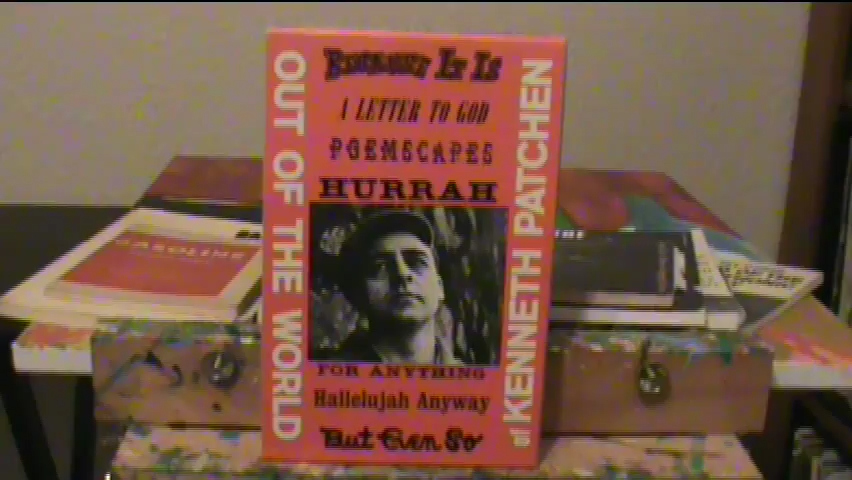 OUT OF THE WORLD
of KENNETH PATCHEN
BECAUSE IT IS
A LETTER TO GOD
POEMSCAPES
HURRAH
FOR ANYTHING
Hallelujah Anyway
But Even So
GASOLINE